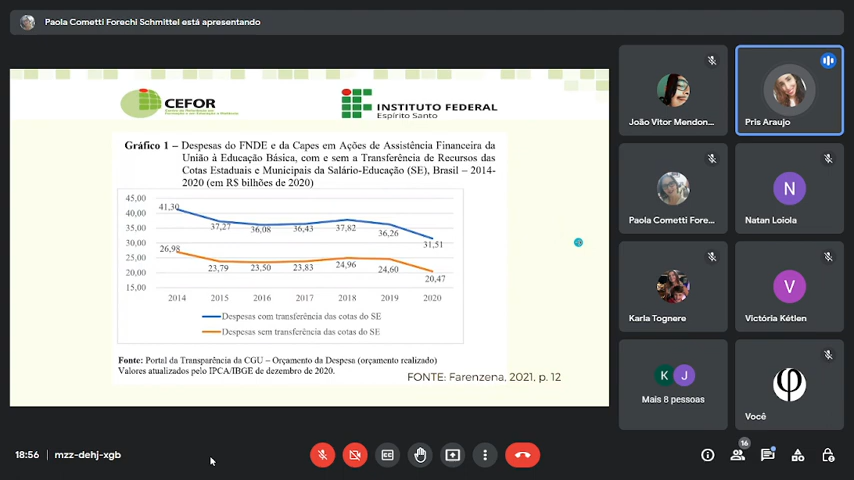 Paola Cometti Forechi Schmittel está apresentando
CEFOR
INSTITUTO FEDERAL
Espírito Santo
Gráfico 1 – Despesas do FNDE e da Capes em Ações de Assistência Financeira da
União à Educação Básica, com e sem a Transferência de Recursos das
Cotas Estaduais e Municipais da Salário-Educação (SE), Brasil – 2014-
2020 (em R$ bilhões de 2020)
45,00
40,00
35,00
30,00
25,00
20,00
15,00
41,30
37,27
36,08
36,43
37,82
36,26
31,51
26,98
23,79
23,50
23,83
24,96
24,60
20,47
2014 2015 2016 2017 2018 2019 2020
Despesas com transferência das cotas do SE
Despesas sem transferência das cotas do SE
Fonte: Portal da Transparência da CGU – Orçamento da Despesa (orçamento realizado)
Valores atualizados pelo IPCA/IBGE de dezembro de 2020.
FONTE: Farenzena, 2021, p. 12
João Vitor Mendon...
Pris Araujo
Paola Cometti Fore...
N
Natan Loiola
Karla Tognere
V
Victória Kétlen
K J
Mais 8 pessoas
φ
Você
18:56 | mzz-dehj-xgb
CC
16